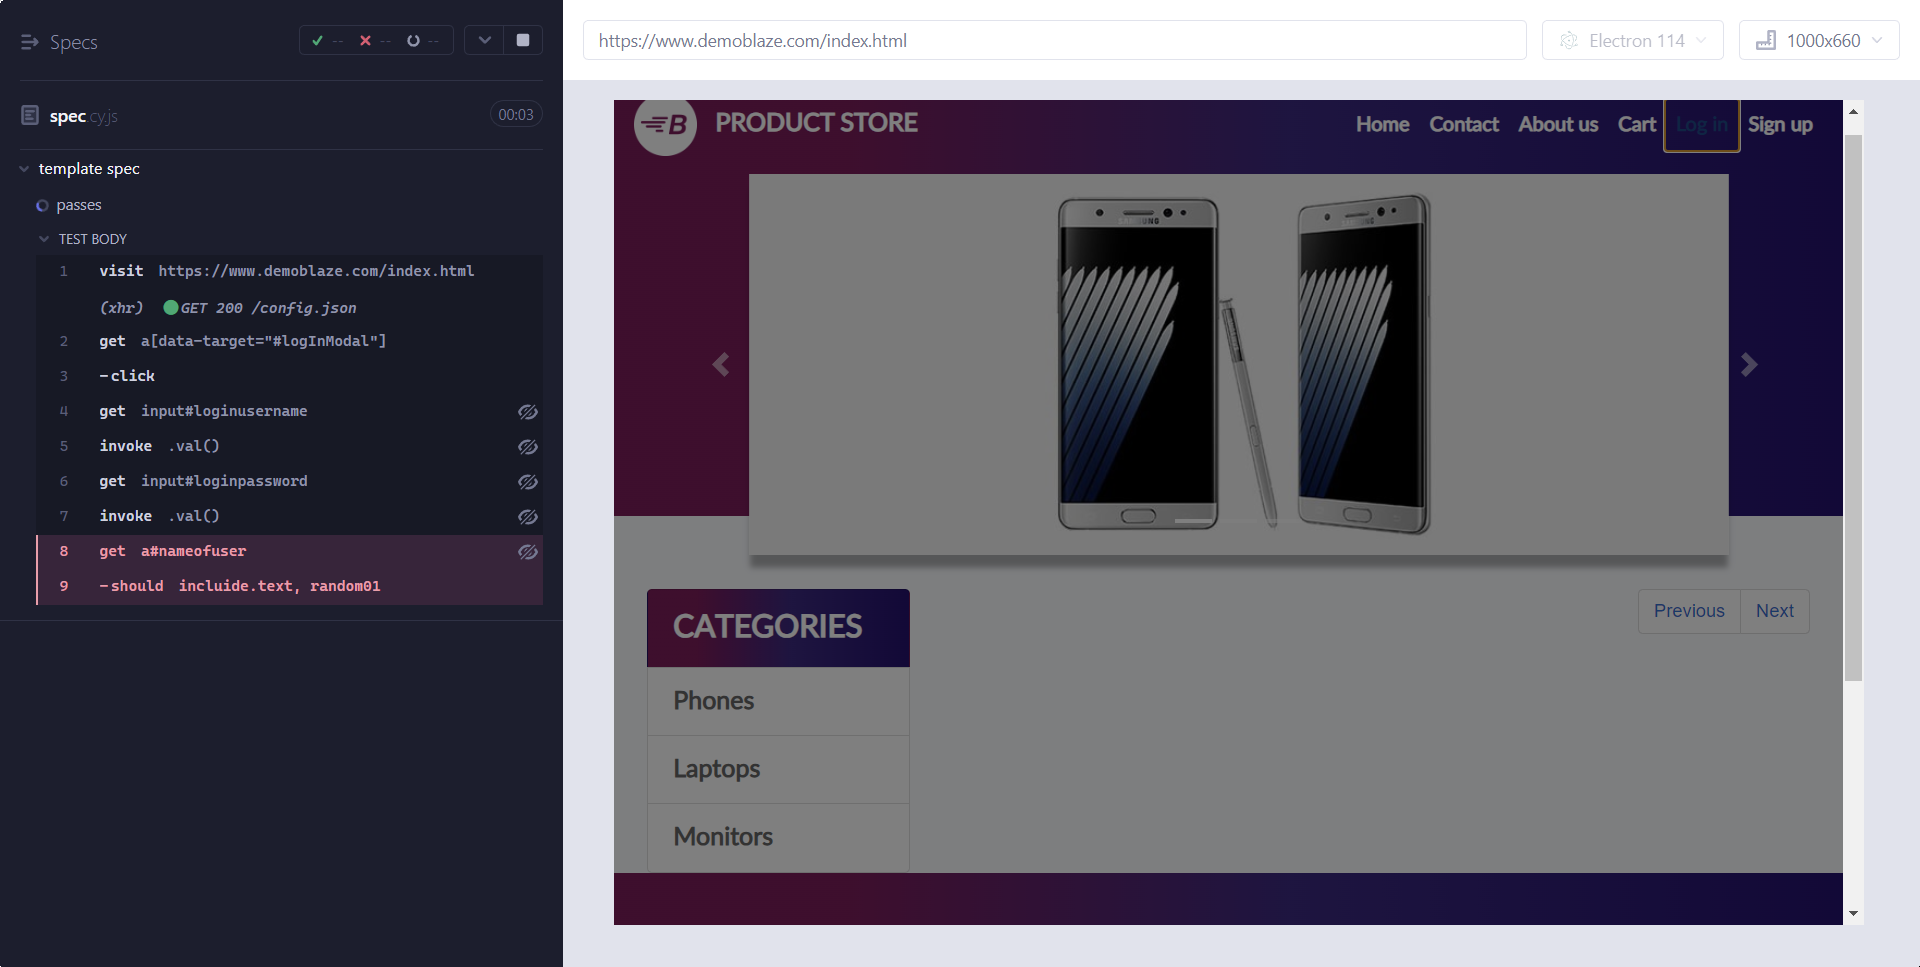 Specs
-- -- --
spec.cy.js
00:03
template spec
passes
TEST BODY
1 visit https://www.demoblaze.com/index.html
(xhr) GET 200 /config.json
2 get a[data-target="#logInModal"]
3 -click
4 get input#loginusername
5 invoke .val()
6 get input#loginpassword
7 invoke .val()
8 get a#nameofuser
9 -should incluide.text, random01
https://www.demoblaze.com/index.html
Electron 114
1000x660
B PRODUCT STORE
Home Contact About us Cart Log in Sign up
SAMSUNG SAMSUNG
CATEGORIES
Phones
Laptops
Monitors
Previous Next